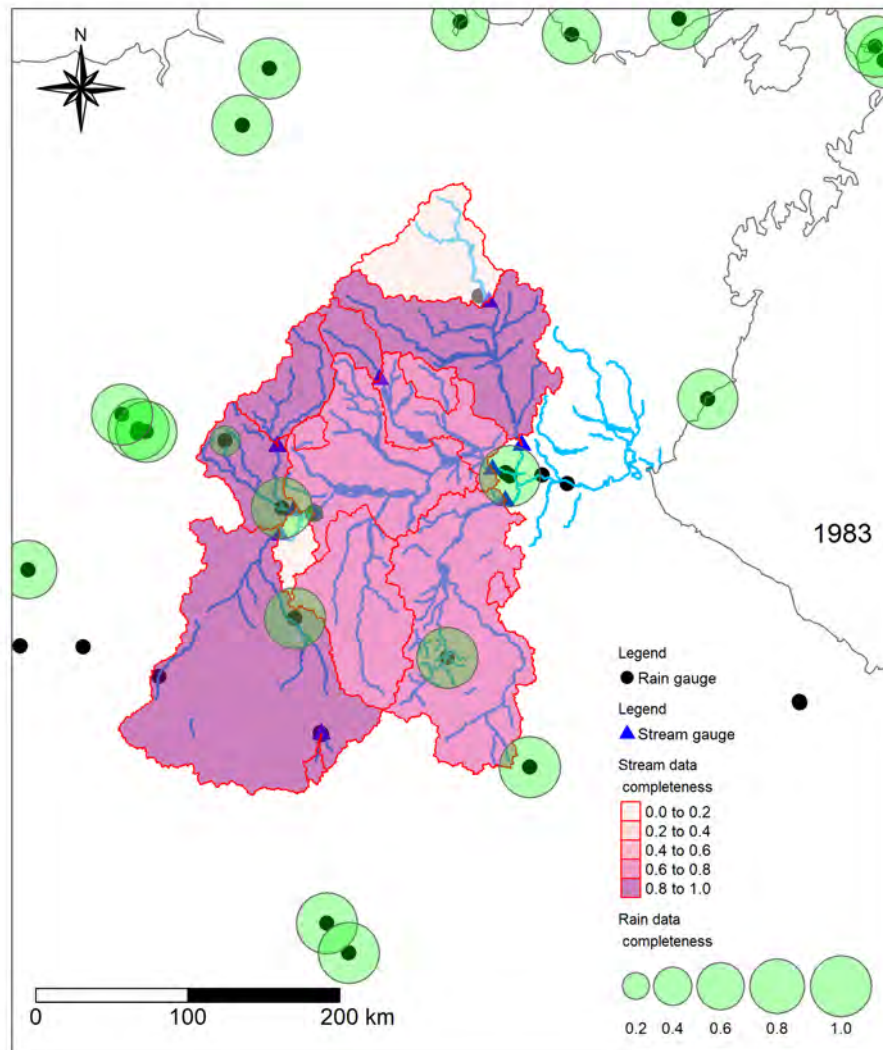 N
1983
Legend
Rain gauge
Legend
Stream gauge
Stream data
completeness
0.0 to 0.2
0.2 to 0.4
0.4 to 0.6
0.6 to 0.8
0.8 to 1.0
Rain data
completeness
0.2 0.4 0.6 0.8 1.0
0 100 200 km